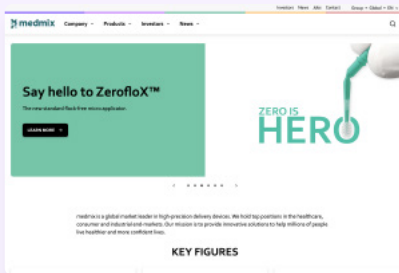 Investors News Jobs Contact Group • Global • EN
medmix Company Products Investors News
Say hello to ZerofloX™
The new standard flock-free micro applicator.
LEARN MORE
ZERO IS
HERO
medmix is a global market leader in high-precision delivery devices. We hold top positions in the healthcare,
consumer and industrial end-markets. Our mission is to provide innovative solutions to help millions of people
live healthier and more confident lives.
KEY FIGURES